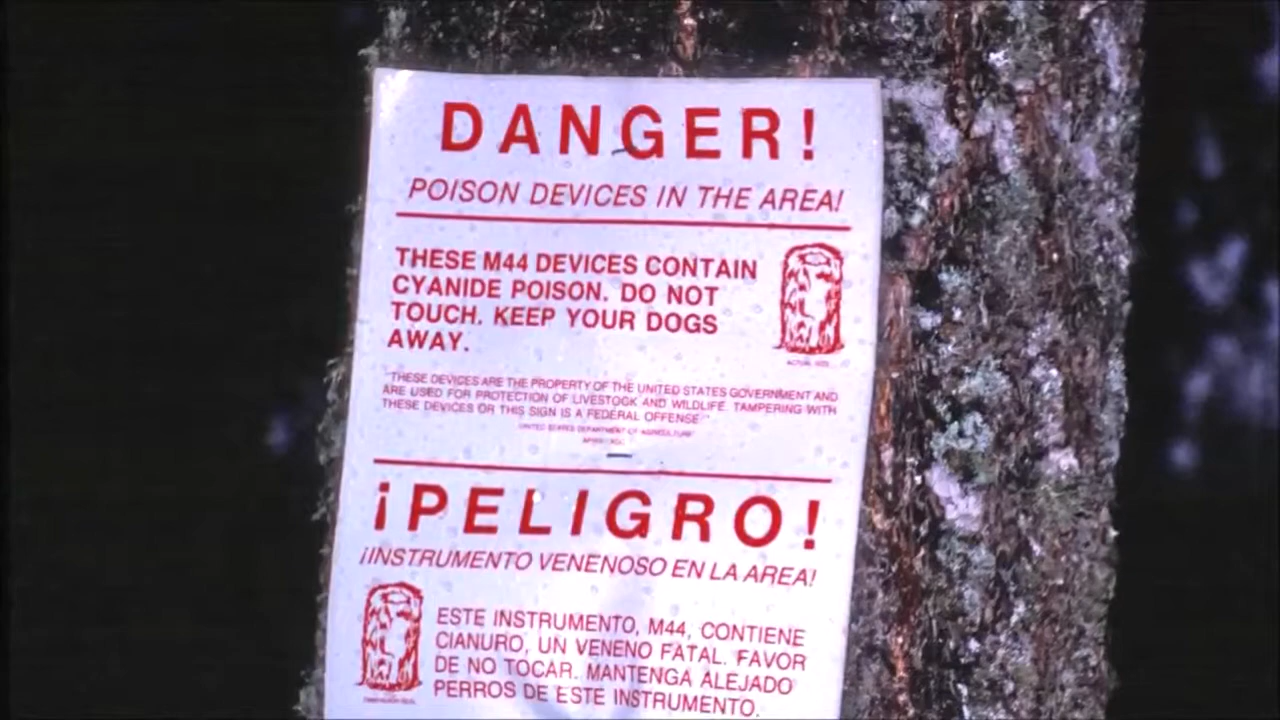 DANGER!
POISON DEVICES IN THE AREA!
THESE M44 DEVICES CONTAIN
CYANIDE POISON. DO NOT
TOUCH. KEEP YOUR DOGS
AWAY.
ACTUAL SIZE
"THESE DEVICES ARE THE PROPERTY OF THE UNITED STATES GOVERNMENT AND
ARE USED FOR PROTECTION OF LIVESTOCK AND WILDLIFE. TAMPERING WITH
THESE DEVICES OR THIS SIGN IS A FEDERAL OFFENSE"
UNITED STATES DEPARTMENT OF AGRICULTURE
¡PELIGRO!
¡INSTRUMENTO VENENOSO EN LA AREA!
ESTE INSTRUMENTO, M44, CONTIENE
CIANURO, UN VENENO FATAL. FAVOR
DE NO TOCAR. MANTENGA ALEJADO
PERROS DE ESTE INSTRUMENTO.